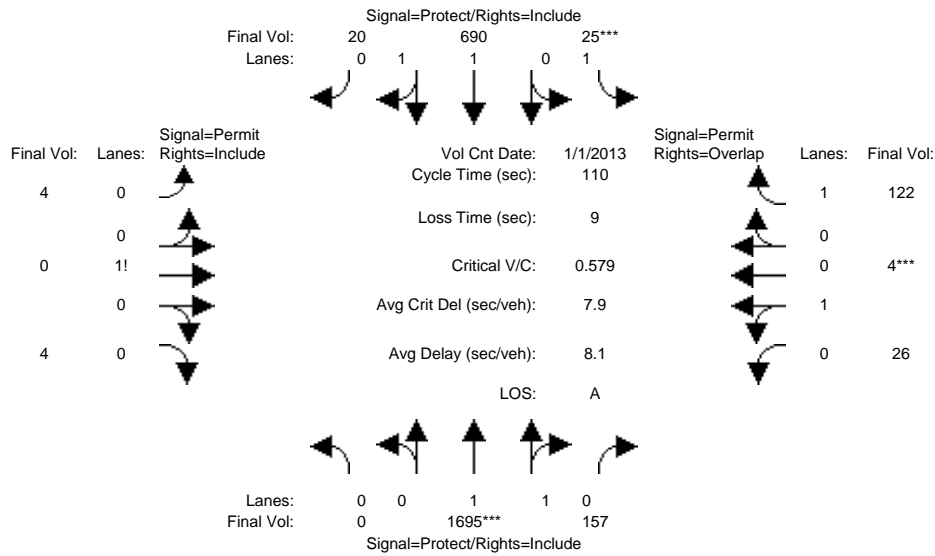 Signal=Protect/Rights=Include
Final Vol: 20 690 25***
Lanes: 0 1 1 0 1
Signal=Permit Signal=Permit
Final Vol: Lanes: Rights=Include Vol Cnt Date: 1/1/2013 Rights=Overlap Lanes: Final Vol:
Cycle Time (sec): 110
4 0 1 122
Loss Time (sec): 9
0 0
0 1! Critical V/C: 0.579 0 4***
0 Avg Crit Del (sec/veh): 7.9 1
4 0 Avg Delay (sec/veh): 8.1 0 26
LOS: A
Lanes: 0 0 1 1 0
Final Vol: 0 1695*** 157
Signal=Protect/Rights=Include